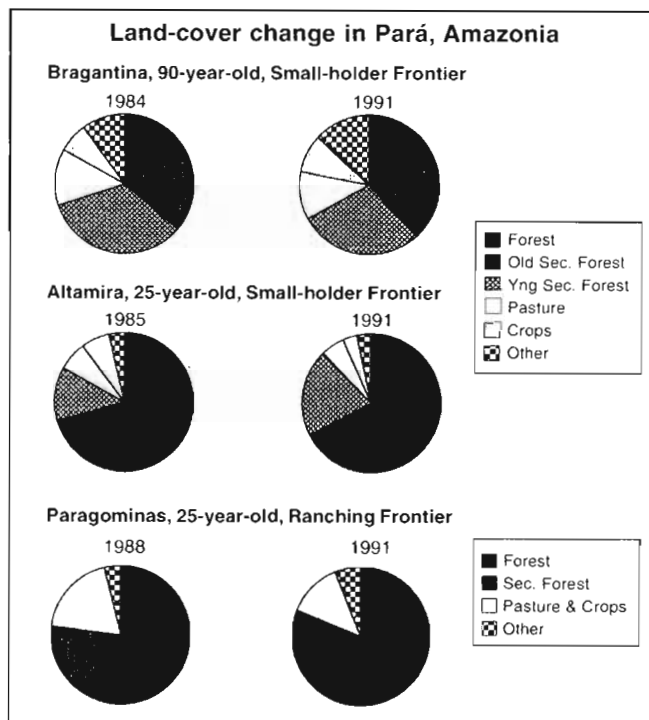 Land-cover change in Pará, Amazonia
Bragantina, 90-year-old, Small-holder Frontier
1984
1991
Forest
Old Sec. Forest
Yng Sec. Forest
Pasture
Crops
Other
Altamira, 25-year-old, Small-holder Frontier
1985
1991
Paragominas, 25-year-old, Ranching Frontier
1988
1991
Forest
Sec. Forest
Pasture & Crops
Other